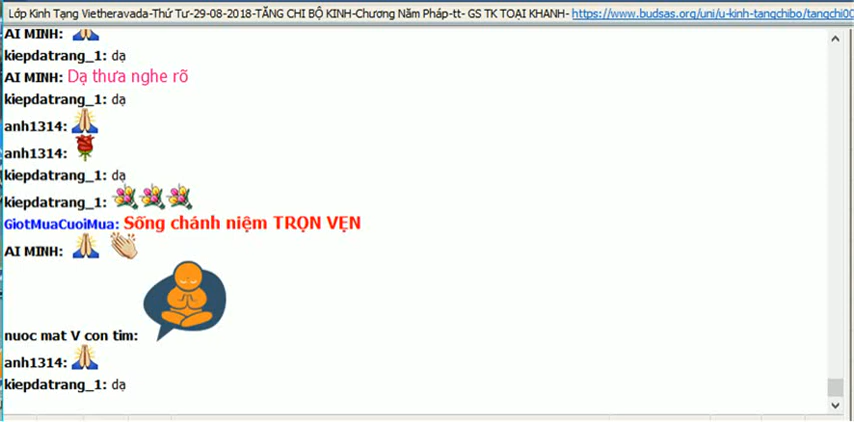 Lớp Kinh Tạng Vietheravada-Thứ Tư-29-08-2018-TĂNG CHI BỘ KINH-Chương Năm Pháp-tt- GS TK TOẠI KHANH- https://www.budsas.org/uni/u-kinh-tangchibo/tangchi00
AI MINH:
kiepdatrang_1: dạ
AI MINH: Dạ thưa nghe rõ
kiepdatrang_1: dạ
anh1314:
anh1314:
kiepdatrang_1: dạ
kiepdatrang_1:
GiotMuaCuoiMua: Sống chánh niệm TRỌN VẸN
AI MINH:
nuoc mat V con tim:
anh1314:
kiepdatrang_1: dạ